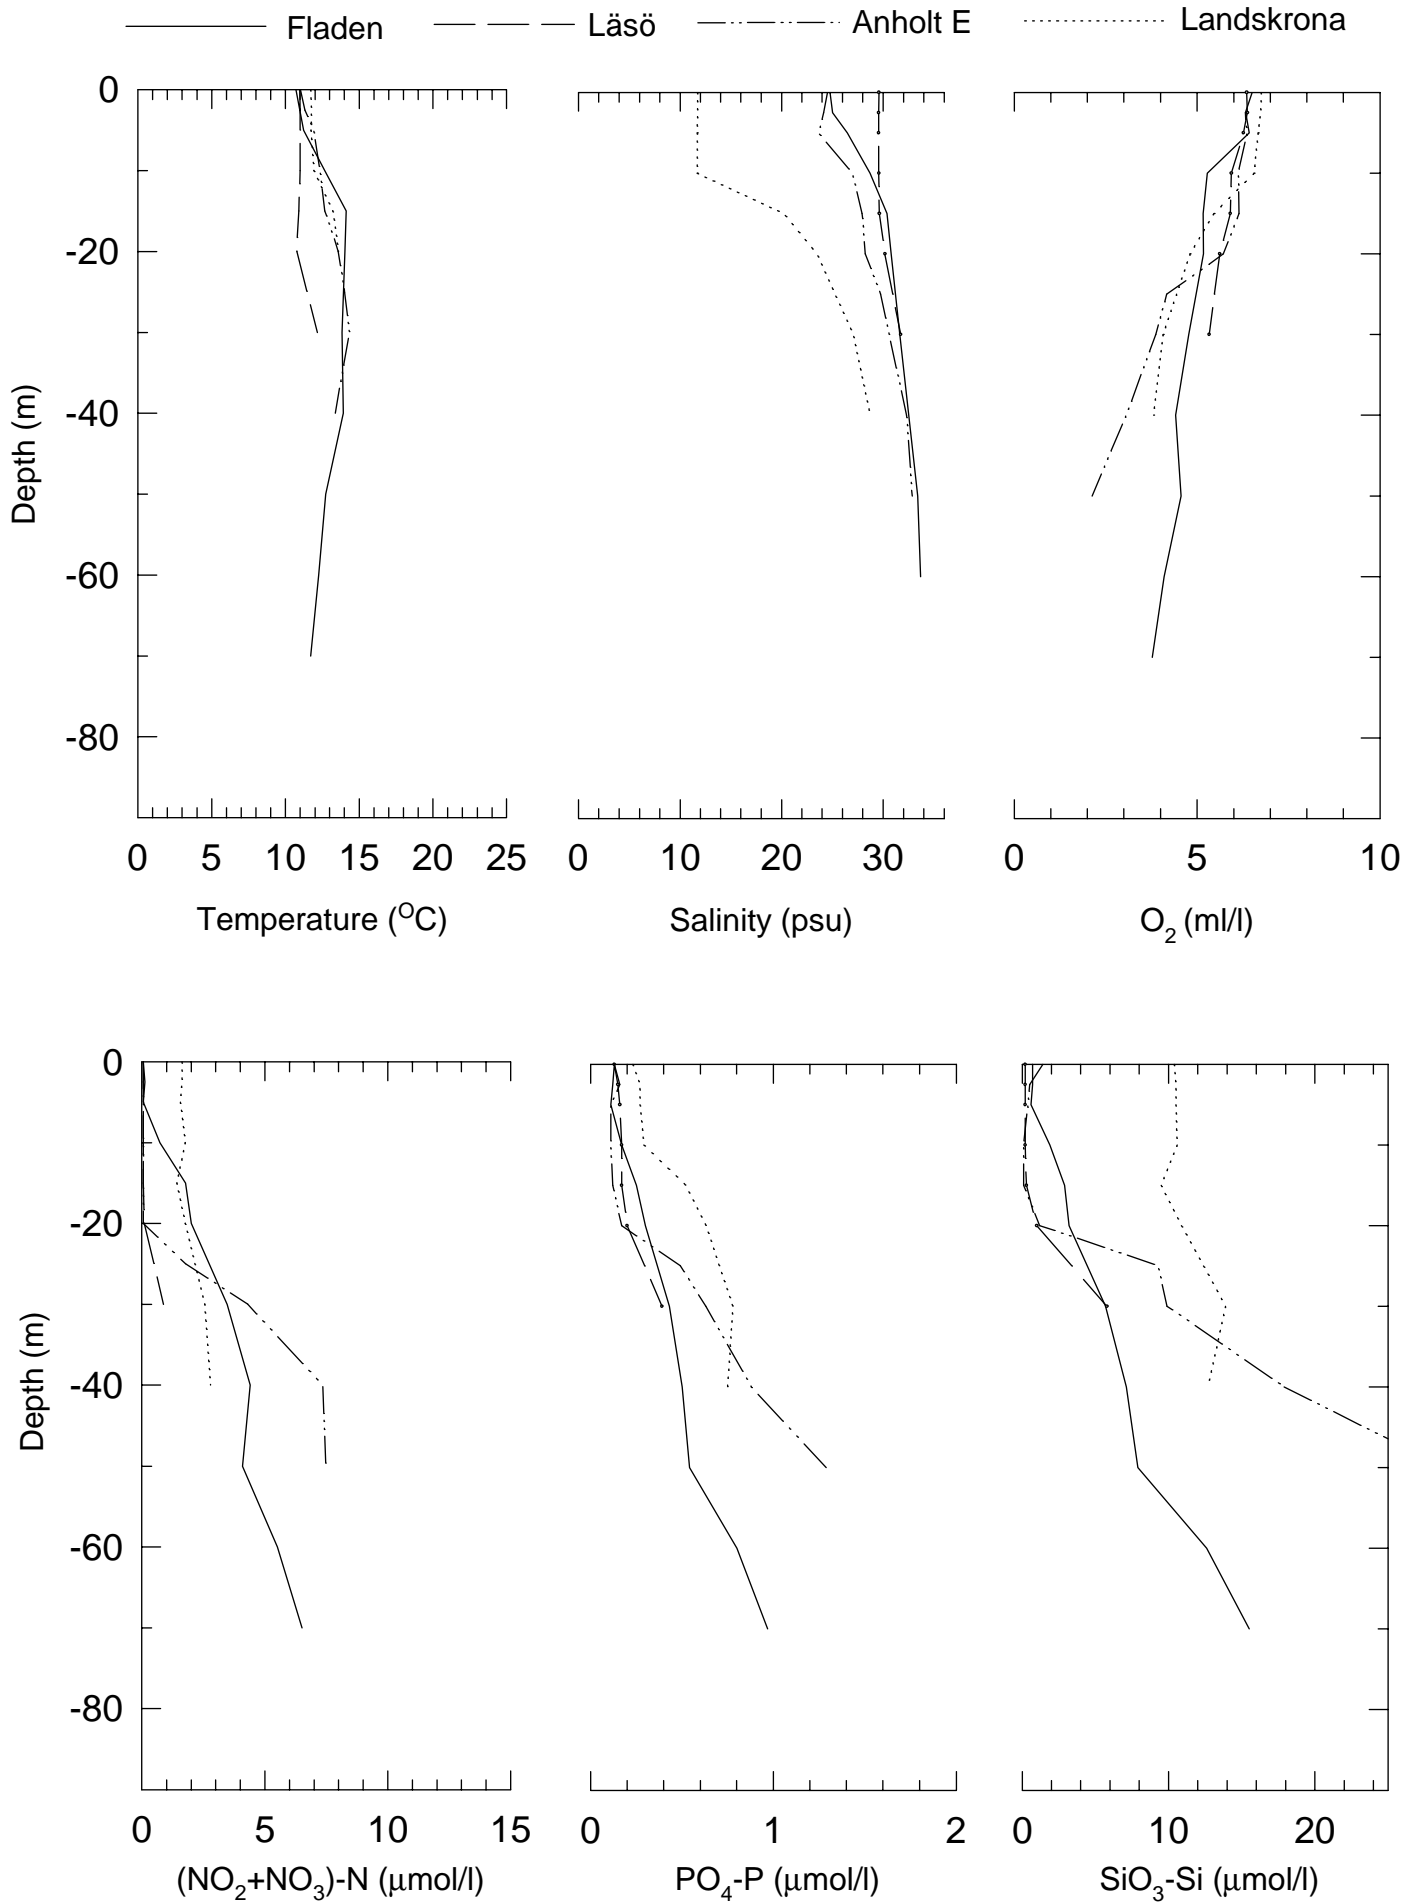 Fladen Läsö Anholt E Landskrona
0
-20
-40
-60
-80
Depth (m)
0 5 10 15 20 25 0 10 20 30 0 5 10
Temperature (°C) Salinity (psu) O₂ (ml/l)
0
-20
-40
-60
-80
Depth (m)
0 5 10 15 0 1 2 0 10 20
(NO₂+NO₃)-N (µmol/l) PO₄-P (µmol/l) SiO₃-Si (µmol/l)